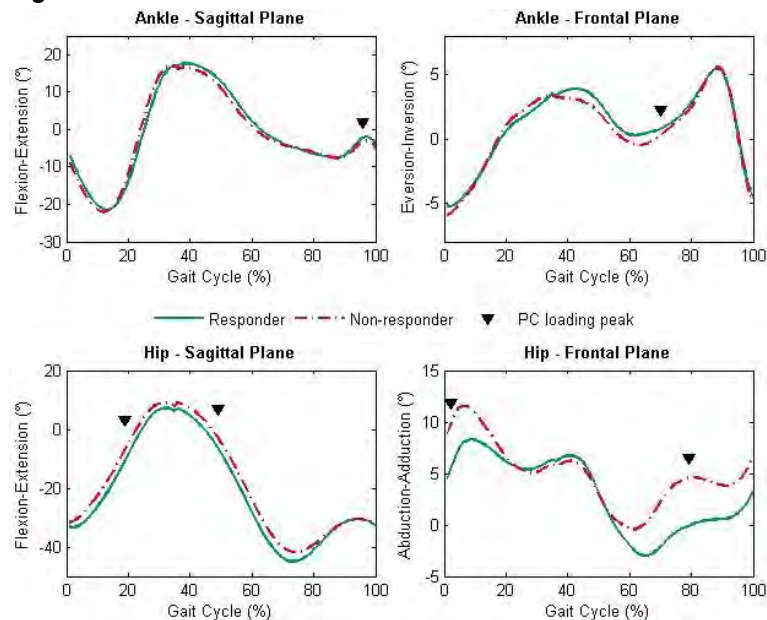 Ankle - Sagittal Plane
Flexion-Extension (º)
20
10
0
-10
-20
-30
0 20 40 60 80 100
Gait Cycle (%)
Ankle - Frontal Plane
Eversion-Inversion (º)
5
0
-5
0 20 40 60 80 100
Gait Cycle (%)
Responder Non-responder PC loading peak
Hip - Sagittal Plane
Flexion-Extension (º)
20
0
-20
-40
0 20 40 60 80 100
Gait Cycle (%)
Hip - Frontal Plane
Abduction-Adduction (º)
15
10
5
0
-5
0 20 40 60 80 100
Gait Cycle (%)